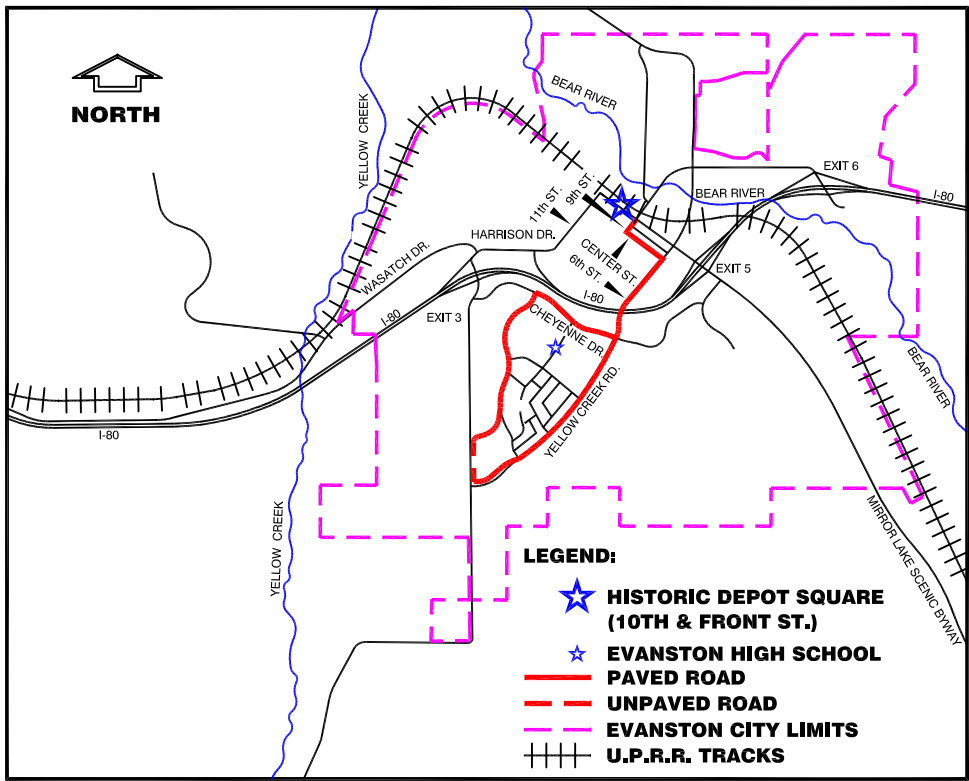 NORTH
YELLOW CREEK
BEAR RIVER
EXIT 6
I-80
BEAR RIVER
11th ST.
9th ST.
HARRISON DR.
CENTER ST.
6th ST.
WASATCH DR.
EXIT 5
I-80
I-80
EXIT 3
CHEYENNE DR.
YELLOW CREEK RD.
BEAR RIVER
I-80
YELLOW CREEK
MIRROR LAKE SCENIC BYWAY
LEGEND:
HISTORIC DEPOT SQUARE
(10TH & FRONT ST.)
EVANSTON HIGH SCHOOL
PAVED ROAD
UNPAVED ROAD
EVANSTON CITY LIMITS
U.P.R.R. TRACKS